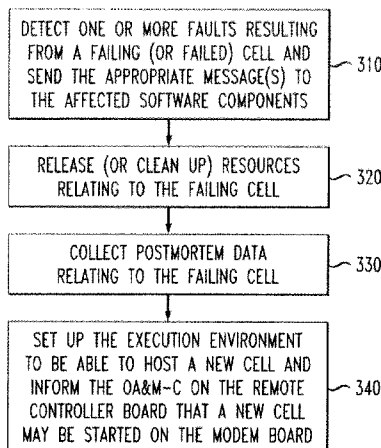 DETECT ONE OR MORE FAULTS RESULTING
FROM A FAILING (OR FAILED) CELL AND
SEND THE APPROPRIATE MESSAGE(S) TO
THE AFFECTED SOFTWARE COMPONENTS
310
RELEASE (OR CLEAN UP) RESOURCES
RELATING TO THE FAILING CELL
320
COLLECT POSTMORTEM DATA
RELATING TO THE FAILING CELL
330
SET UP THE EXECUTION ENVIRONMENT
TO BE ABLE TO HOST A NEW CELL AND
INFORM THE OA&M-C ON THE REMOTE
CONTROLLER BOARD THAT A NEW CELL
MAY BE STARTED ON THE MODEM BOARD
340